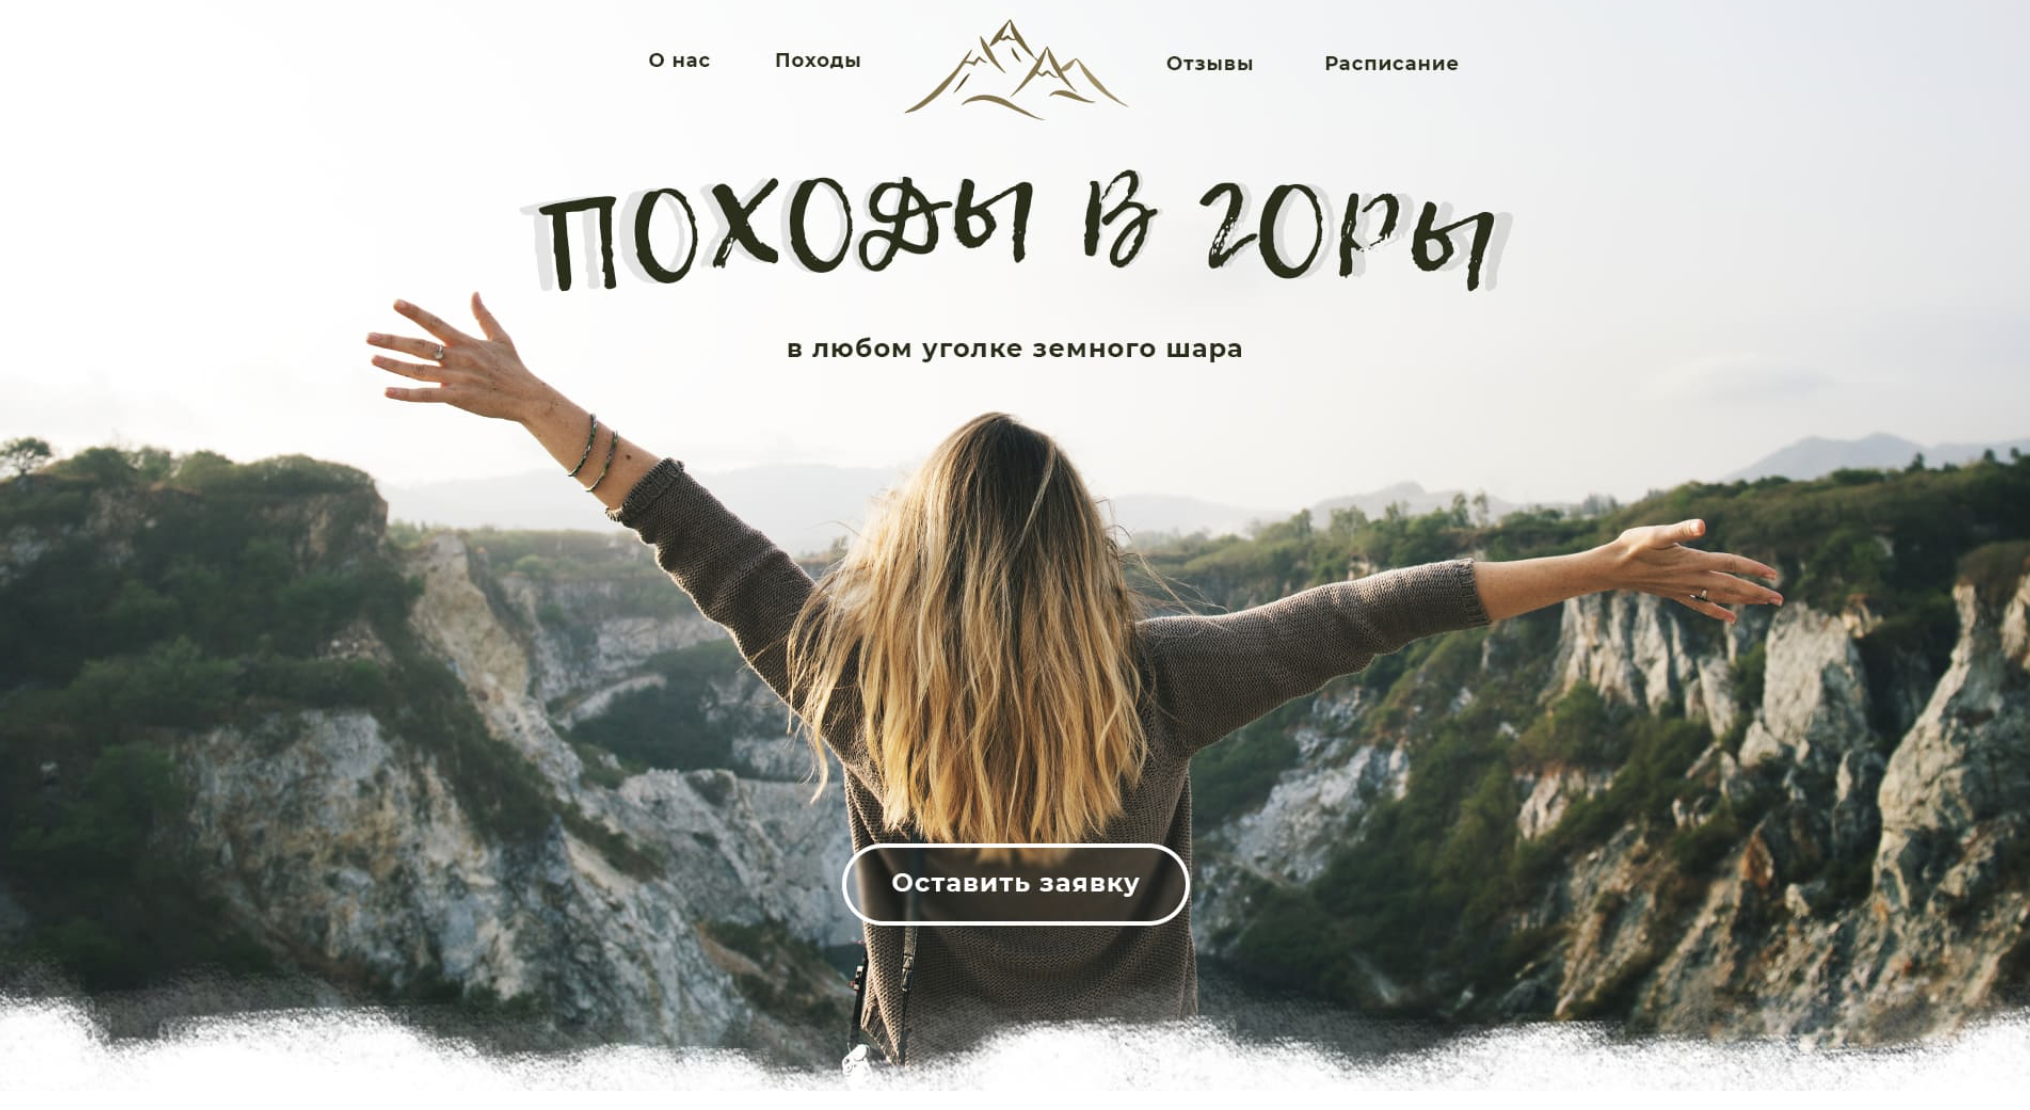 О нас Походы Отзывы Расписание
ПОХОДЫ В ГОРЫ
в любом уголке земного шара
Оставить заявку